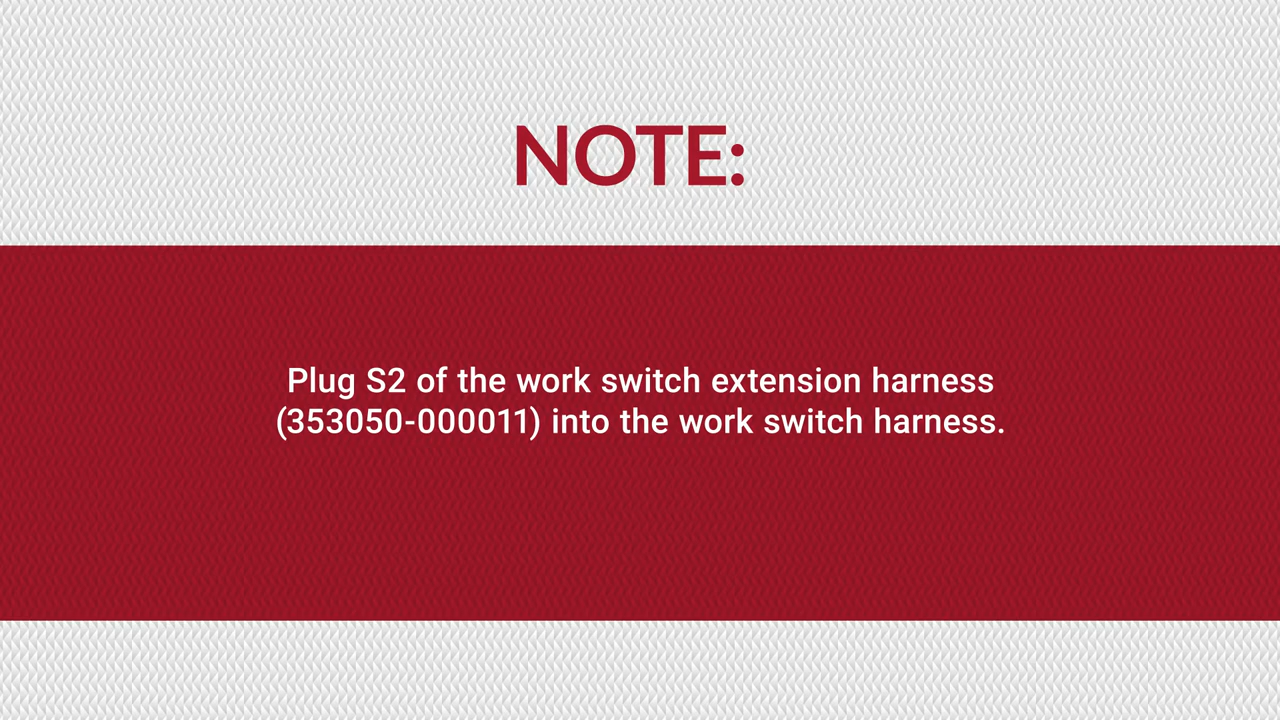 NOTE:
Plug S2 of the work switch extension harness
(353050-000011) into the work switch harness.